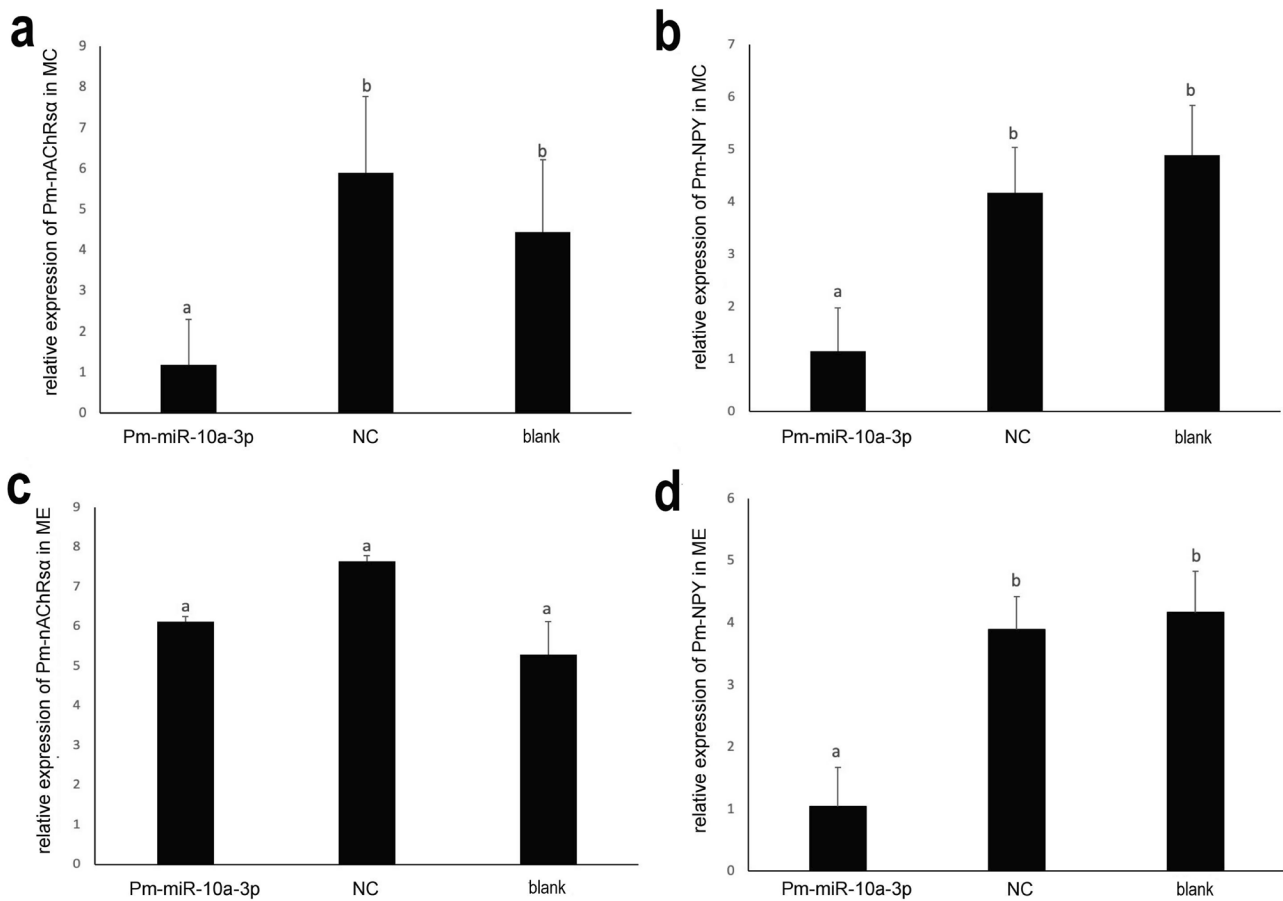 a
relative expression of Pm-nAChRsα in MC
9
8
7
6
5
4
3
2
1
0
a
b
b
Pm-miR-10a-3p NC blank
b
relative expression of Pm-NPY in MC
7
6
5
4
3
2
1
0
a
b
b
Pm-miR-10a-3p NC blank
c
relative expression of Pm-nAChRsα in ME
9
8
7
6
5
4
3
2
1
0
a
a
a
Pm-miR-10a-3p NC blank
d
relative expression of Pm-NPY in ME
6
5
4
3
2
1
0
a
b
b
Pm-miR-10a-3p NC blank